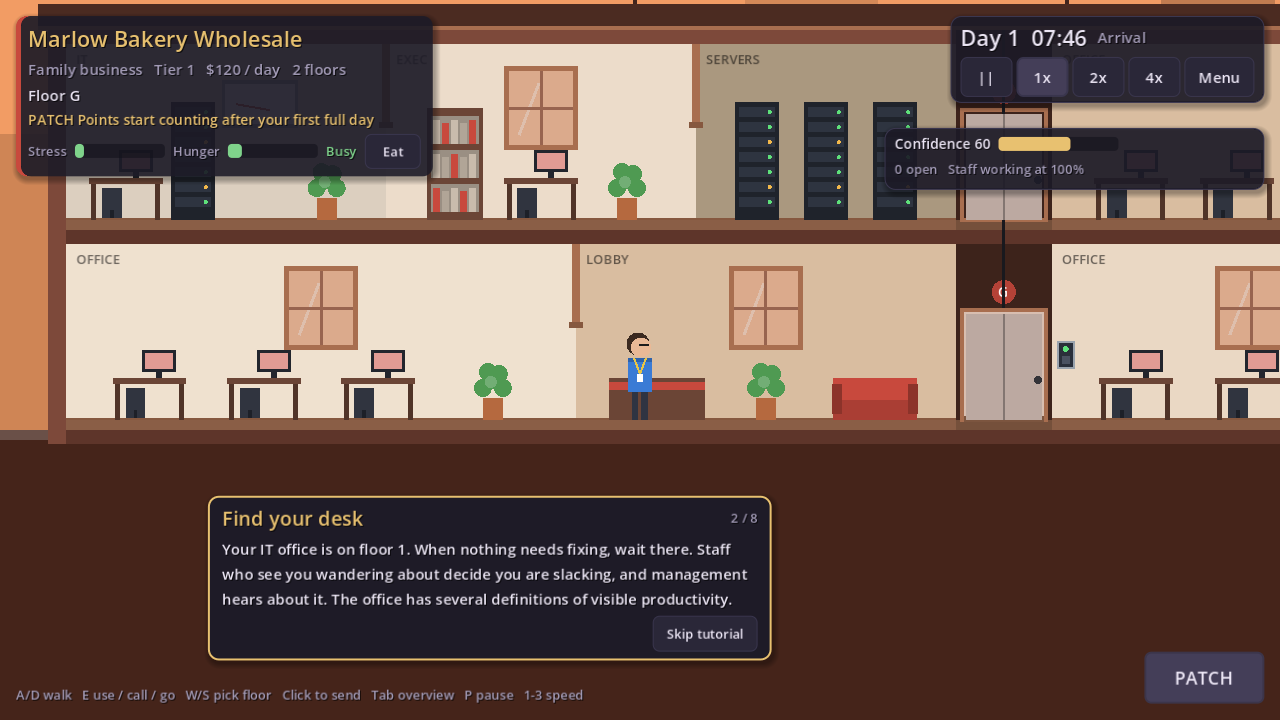 Marlow Bakery Wholesale
Family business Tier 1 $120 / day 2 floors
Floor G
PATCH Points start counting after your first full day
Stress Hunger Busy Eat
EXEC
SERVERS
Day 1 07:46 Arrival
|| 1x 2x 4x Menu
Confidence 60
0 open Staff working at 100%
OFFICE
LOBBY
OFFICE
G
Find your desk 2 / 8
Your IT office is on floor 1. When nothing needs fixing, wait there. Staff
who see you wandering about decide you are slacking, and management
hears about it. The office has several definitions of visible productivity.
Skip tutorial
A/D walk E use / call / go W/S pick floor Click to send Tab overview P pause 1-3 speed
PATCH